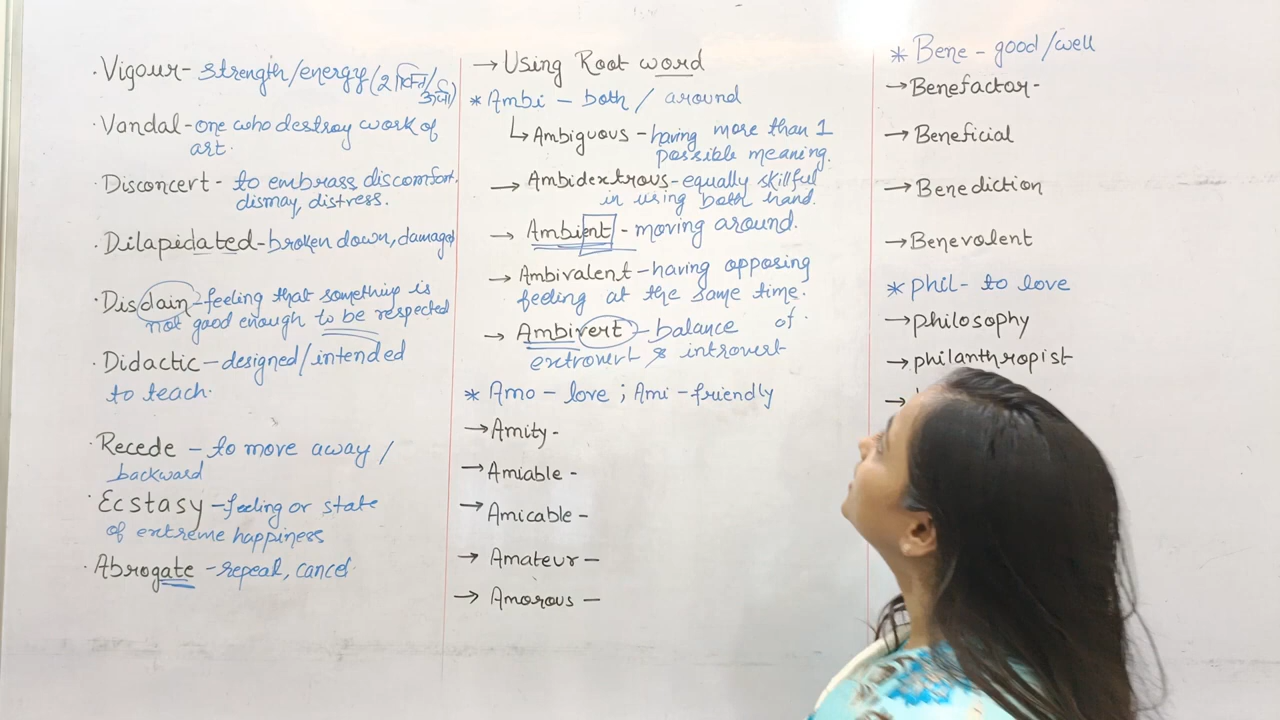 · Vigour - strength/energy (शक्ति/
ऊर्जा)
Vandal - one who destroy work of
art.
· Disconcert - to embrass discomfort.
dismay, distress.
· Dilapidated - broken down, damage
· Disdain - feeling that something is
not good enough to be respected
· Didactic - designed/intended
to teach.
· Recede - to move away /
backward
· Ecstasy - feeling or state
of extreme happiness
· Abrogate - repeal, cancel.
→ Using Root word
* Ambi - both / around
↳ Ambiguous - having more than 1
possible meaning.
→ Ambidextrous - equally skillful
in using both hand.
→ Ambient - moving around.
→ Ambivalent - having opposing
feeling at the same time.
→ Ambivert - balance of
extrovert & introvert
* Amo - love ; Ami - friendly
→ Amity -
→ Amiable -
→ Amicable -
→ Amateur -
→ Amorous -
* Bene - good/well
→ Benefactor -
→ Beneficial
→ Benediction
→ Benevolent
* phil - to love
→ philosophy
→ philanthropist
→